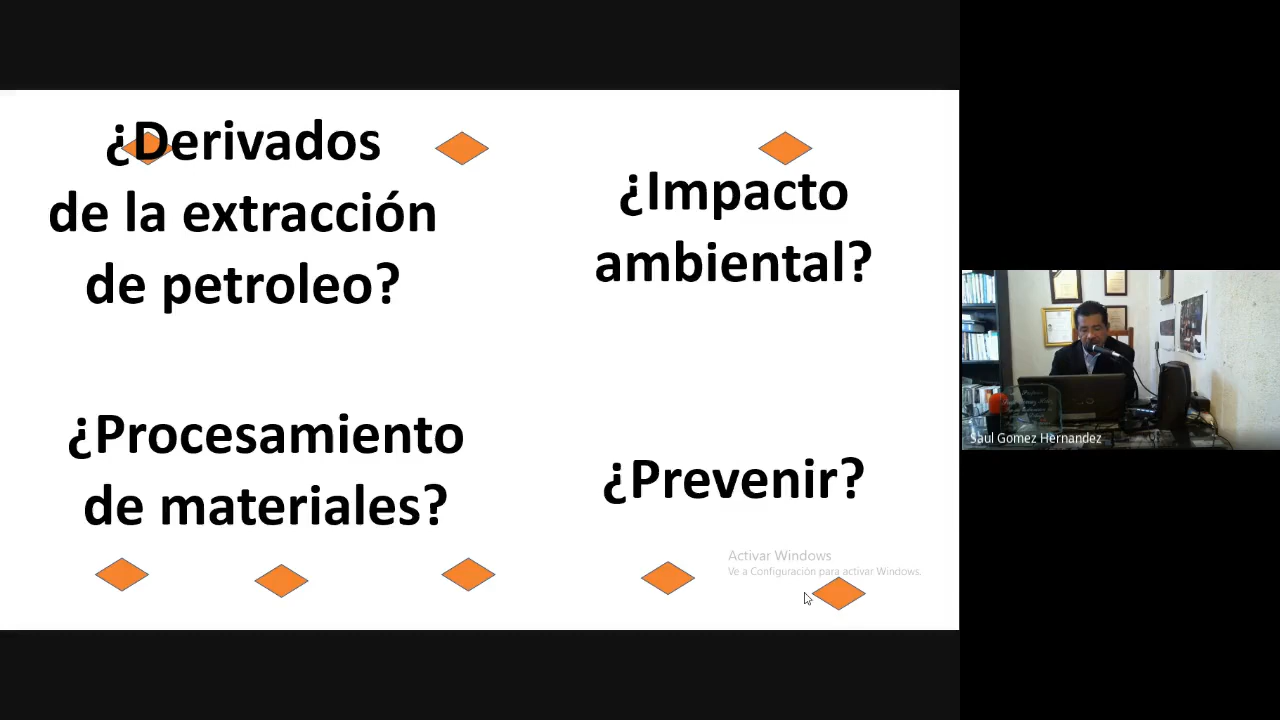 ¿Derivados
de la extracción
de petroleo?
¿Impacto
ambiental?
¿Procesamiento
de materiales?
¿Prevenir?
Activar Windows
Ve a Configuración para activar Windows.
Saul Gomez Hernandez